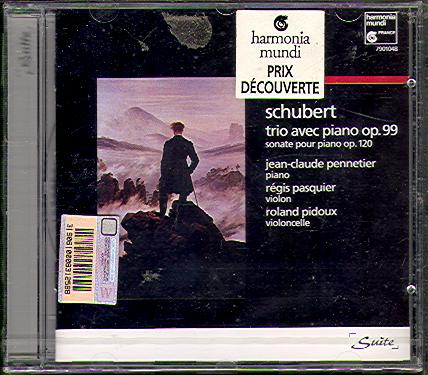 harmonia
mundi
PRIX
DÉCOUVERTE
harmonia
mundi
FRANCE
7901048
schubert
trio avec piano op.99
sonate pour piano op.120
jean-claude pennetier
piano
régis pasquier
violon
roland pidoux
violoncelle
Suite